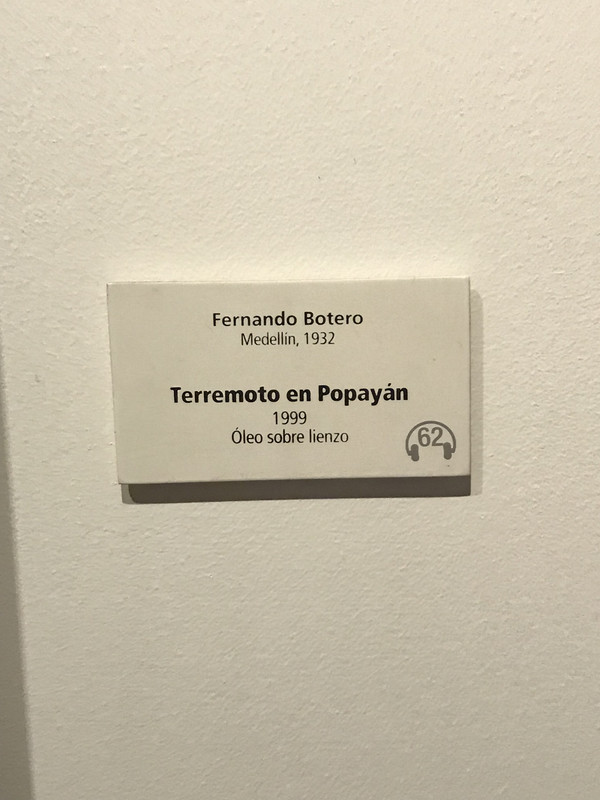 Fernando Botero
Medellín, 1932
Terremoto en Popayán
1999
Óleo sobre lienzo
62